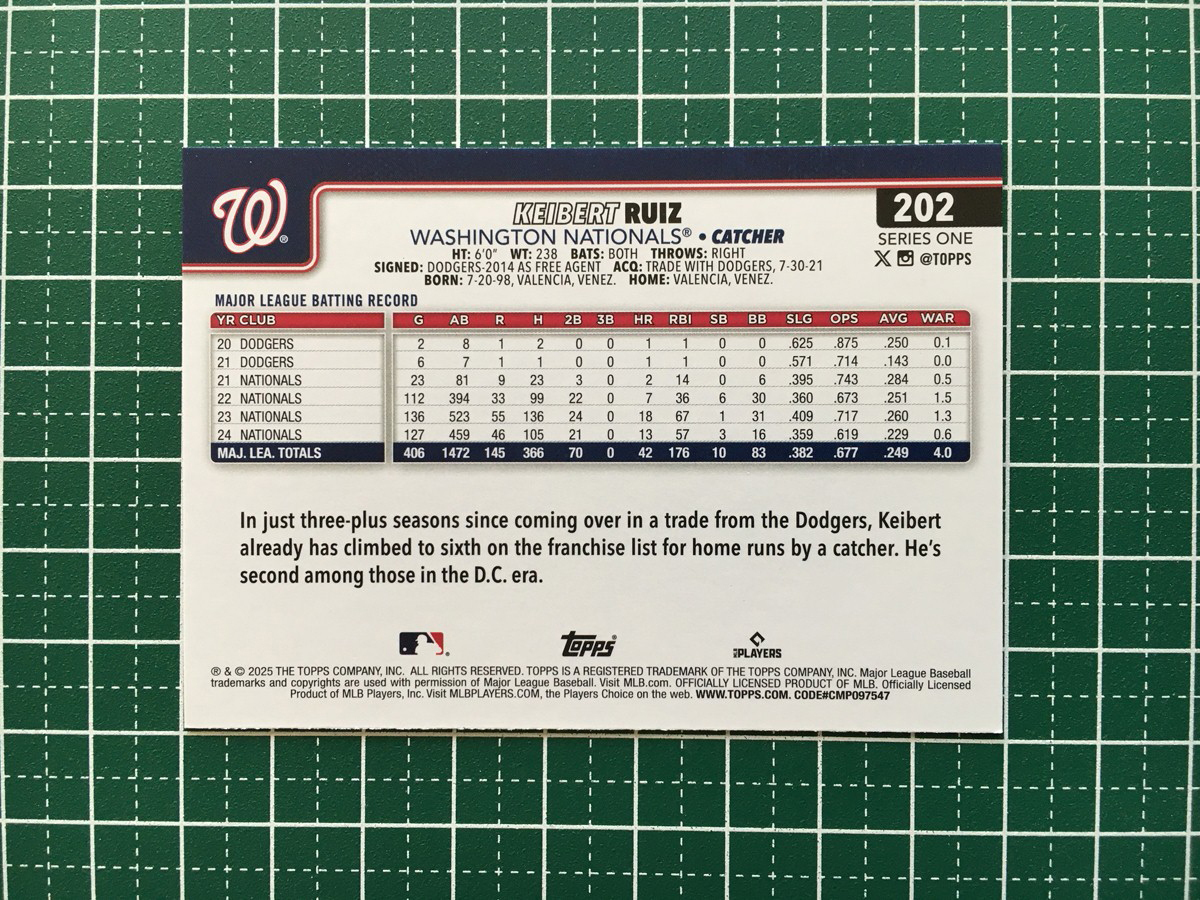 W®
202
KEIBERT RUIZ
WASHINGTON NATIONALS® • CATCHER
SERIES ONE
HT: 6'0" WT: 238 BATS: BOTH THROWS: RIGHT
X @TOPPS
SIGNED: DODGERS-2014 AS FREE AGENT ACQ: TRADE WITH DODGERS, 7-30-21
BORN: 7-20-98, VALENCIA, VENEZ. HOME: VALENCIA, VENEZ.
MAJOR LEAGUE BATTING RECORD
YR CLUB G AB R H 2B 3B HR RBI SB BB SLG OPS AVG WAR
20 DODGERS 2 8 1 2 0 0 1 1 0 0 .625 .875 .250 0.1
21 DODGERS 6 7 1 1 0 0 1 1 0 0 .571 .714 .143 0.0
21 NATIONALS 23 81 9 23 3 0 2 14 0 6 .395 .743 .284 0.5
22 NATIONALS 112 394 33 99 22 0 7 36 6 30 .360 .673 .251 1.5
23 NATIONALS 136 523 55 136 24 0 18 67 1 31 .409 .717 .260 1.3
24 NATIONALS 127 459 46 105 21 0 13 57 3 16 .359 .619 .229 0.6
MAJ. LEA. TOTALS 406 1472 145 366 70 0 42 176 10 83 .382 .677 .249 4.0
In just three-plus seasons since coming over in a trade from the Dodgers, Keibert
already has climbed to sixth on the franchise list for home runs by a catcher. He's
second among those in the D.C. era.
topps® MLB PLAYERS
® & © 2025 THE TOPPS COMPANY, INC. ALL RIGHTS RESERVED. TOPPS IS A REGISTERED TRADEMARK OF THE TOPPS COMPANY, INC. Major League Baseball
trademarks and copyrights are used with permission of Major League Baseball. Visit MLB.com. OFFICIALLY LICENSED PRODUCT OF MLB. Officially Licensed
Product of MLB Players, Inc. Visit MLBPLAYERS.COM, the Players Choice on the web. WWW.TOPPS.COM. CODE#CMP097547